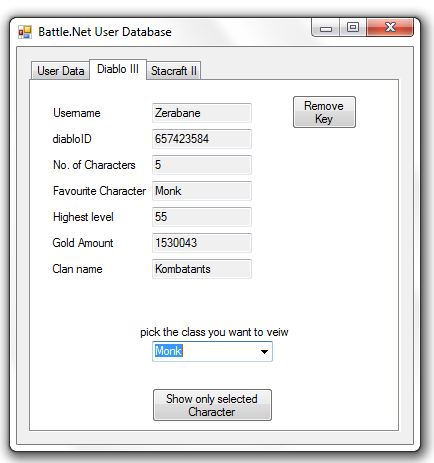 Battle.Net User Database
User Data Diablo III Stacraft II
Username Zerabane
Remove
Key
diabloID 657423584
No. of Characters 5
Favourite Character Monk
Highest level 55
Gold Amount 1530043
Clan name Kombatants
pick the class you want to veiw
Monk
Show only selected
Character